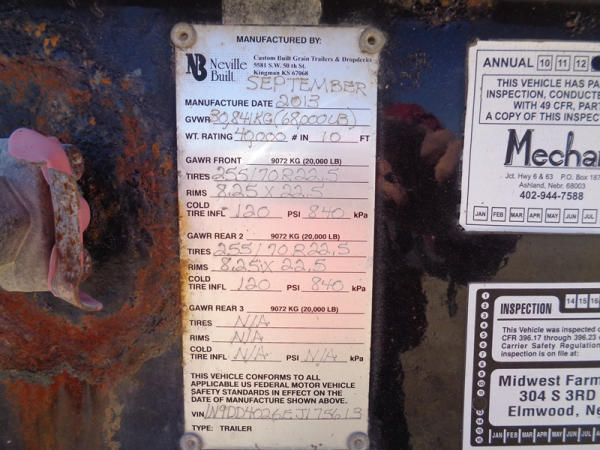 MANUFACTURED BY:
NB Neville Built
Custom Built Grain Trailers & Dropdecks
5581 S.W. 50 th St.
Kingman KS 67068
SEPTEMBER
MANUFACTURE DATE 2013
GVWR 30,841KG (68,000LB)
WT. RATING 40,000 # IN 10 FT
GAWR FRONT 9072 KG (20,000 LB)
TIRES 255/70R22.5
RIMS 8.25 X 22.5
COLD
TIRE INFL 120 PSI 840 kPa
GAWR REAR 2 9072 KG (20,000 LB)
TIRES 255/70R22.5
RIMS 8.25 X 22.5
COLD
TIRE INFL 120 PSI 840 kPa
GAWR REAR 3 9072 KG (20,000 LB)
TIRES N/A
RIMS N/A
COLD
TIRE INFL N/A PSI N/A kPa
THIS VEHICLE CONFORMS TO ALL
APPLICABLE US FEDERAL MOTOR VEHICLE
SAFETY STANDARDS IN EFFECT ON THE
DATE OF MANUFACTURE SHOWN ABOVE.
VIN 1N9DD4026EJ175613
TYPE: TRAILER
ANNUAL 10 11 12
THIS VEHICLE HAS PA
INSPECTION, CONDUCTE
WITH 49 CFR, PAR
A COPY OF THIS INSPEC
Mechan
Jct. Hwy 6 & 63 P.O. Box 187
Ashland, Nebr. 68003
402-944-7588
JAN FEB MAR APR MAY JUN JUL
INSPECTION 14 15 16
This Vehicle was inspected
CFR 396.17 through 396.23
Carrier Safety Regulation
inspection is on file at:
Midwest Farm
304 S 3RD
Elmwood, Ne
JAN FEB MAR APR MAY JUN JUL